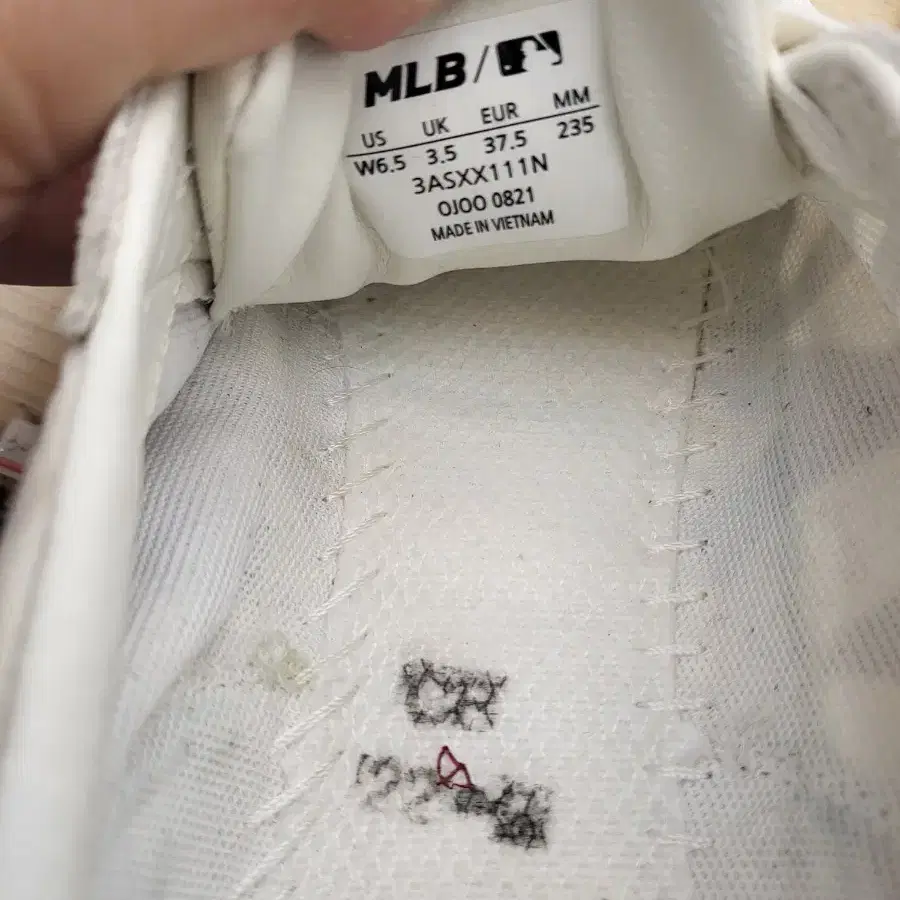 MLB/
US UK EUR MM
W6.5 3.5 37.5 235
3ASXX111N
OJOO 0821
MADE IN VIETNAM